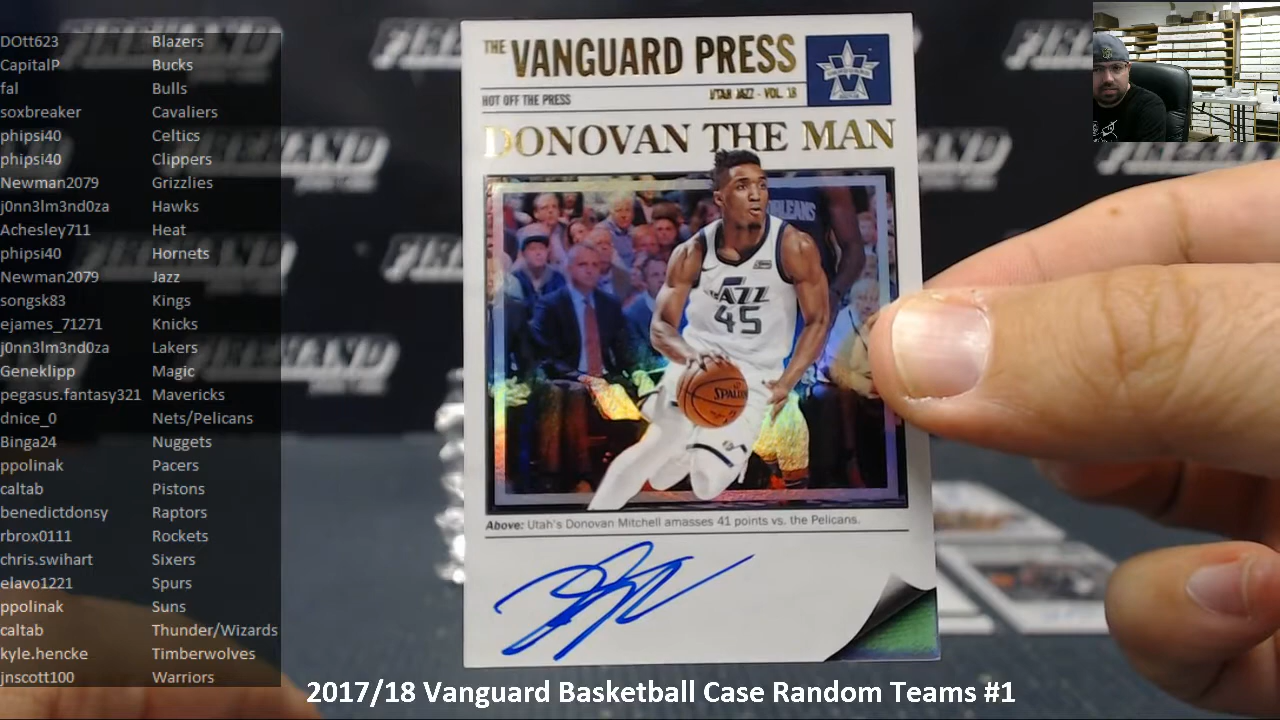 DOtt623 Blazers
CapitalP Bucks
fal Bulls
soxbreaker Cavaliers
phipsi40 Celtics
phipsi40 Clippers
Newman2079 Grizzlies
j0nn3lm3nd0za Hawks
Achesley711 Heat
phipsi40 Hornets
Newman2079 Jazz
songsk83 Kings
ejames_71271 Knicks
j0nn3lm3nd0za Lakers
Geneklipp Magic
pegasus.fantasy321 Mavericks
dnice_0 Nets/Pelicans
Binga24 Nuggets
ppolinak Pacers
caltab Pistons
benedictdonsy Raptors
rbrox0111 Rockets
chris.swihart Sixers
elavo1221 Spurs
ppolinak Suns
caltab Thunder/Wizards
kyle.hencke Timberwolves
jnscott100 Warriors
THE VANGUARD PRESS
VANGUARD
HOT OFF THE PRESS
UTAH JAZZ - VOL. 18
DONOVAN THE MAN
ORLEANS
JAZZ
45
SPALDING
Above: Utah's Donovan Mitchell amasses 41 points vs. the Pelicans.
2017/18 Vanguard Basketball Case Random Teams #1